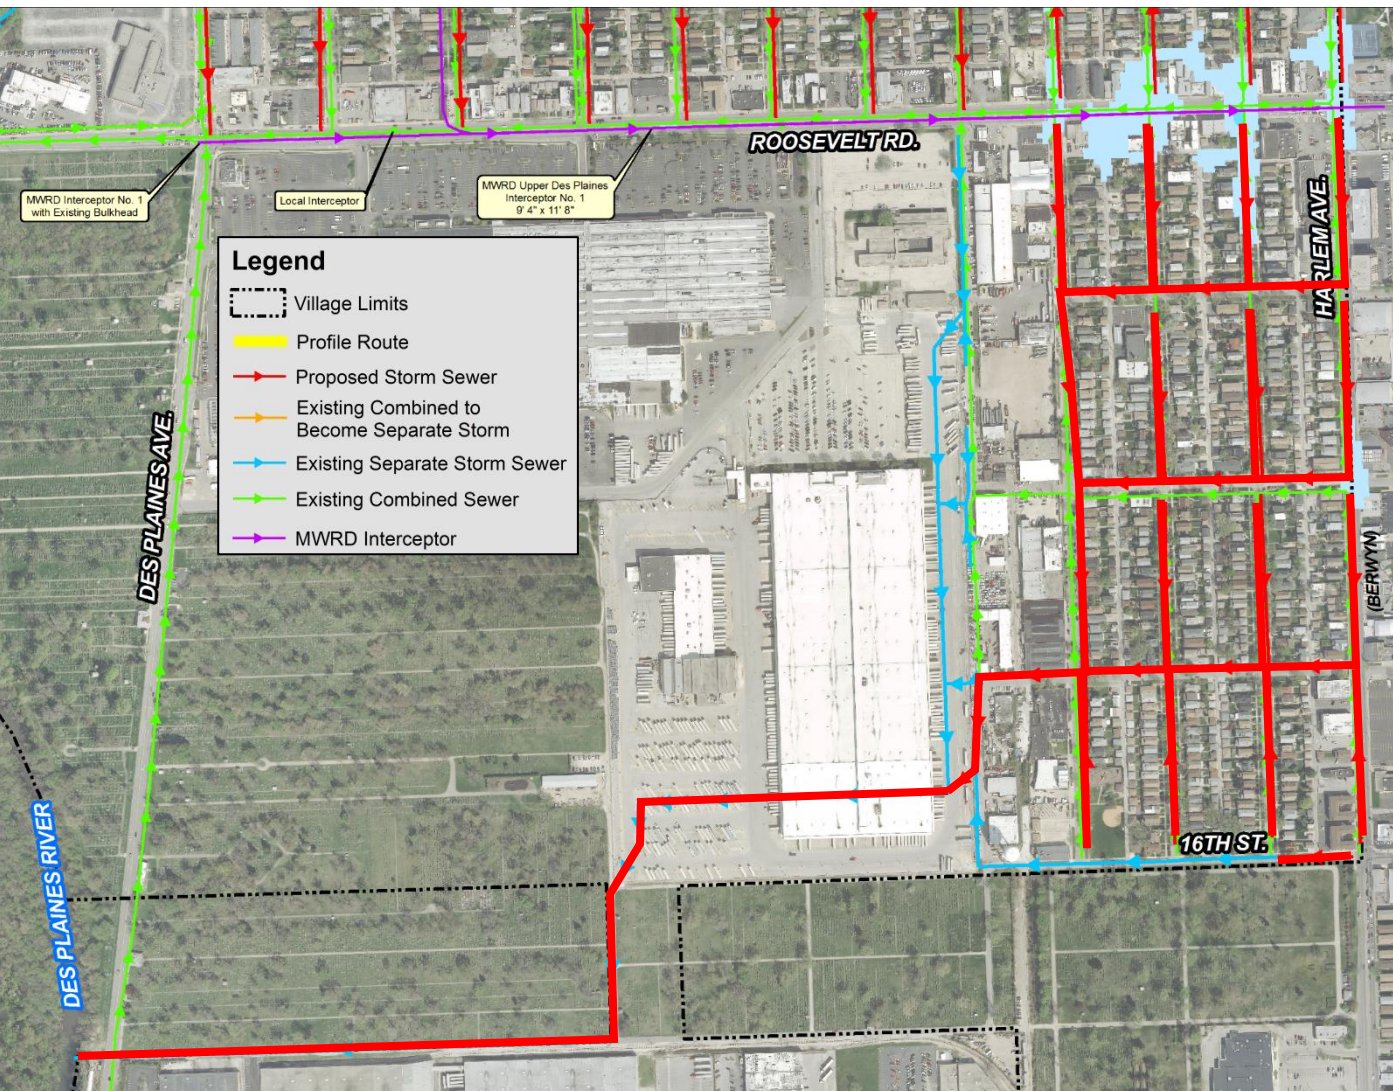 ROOSEVELT RD.
MWRD Interceptor No. 1
with Existing Bulkhead
Local Interceptor
MWRD Upper Des Plaines
Interceptor No. 1
9' 4" x 11' 8"
HARLEM AVE.
Legend
Village Limits
Profile Route
Proposed Storm Sewer
Existing Combined to
Become Separate Storm
Existing Separate Storm Sewer
Existing Combined Sewer
MWRD Interceptor
DES PLAINES AVE.
(BERWYN)
16TH ST.
DES PLAINES RIVER